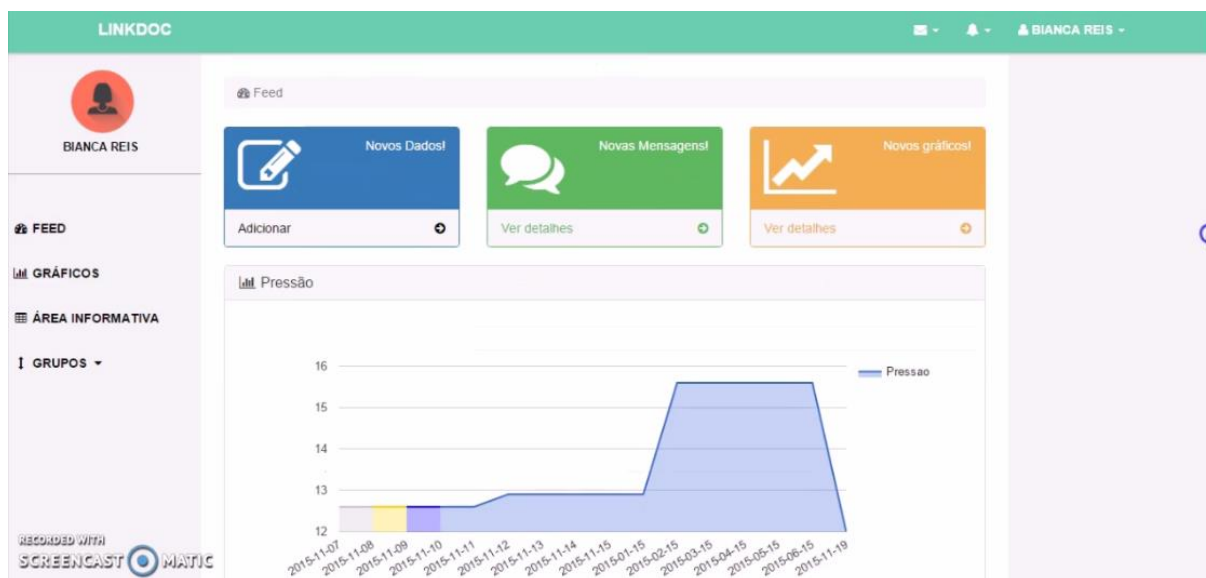 LINKDOC
BIANCA REIS
BIANCA REIS
FEED
GRÁFICOS
ÁREA INFORMATIVA
GRUPOS
Feed
Novos Dados!
Adicionar
Novas Mensagens!
Ver detalhes
Novos gráficos!
Ver detalhes
Pressão
16
15
14
13
12
Pressao
2015-11-07
2015-11-08
2015-11-09
2015-11-10
2015-11-11
2015-11-12
2015-11-13
2015-11-14
2015-11-15
2015-01-15
2015-02-15
2015-03-15
2015-04-15
2015-05-15
2015-06-15
2015-11-19
RECORDED WITH
SCREENCAST MATIC